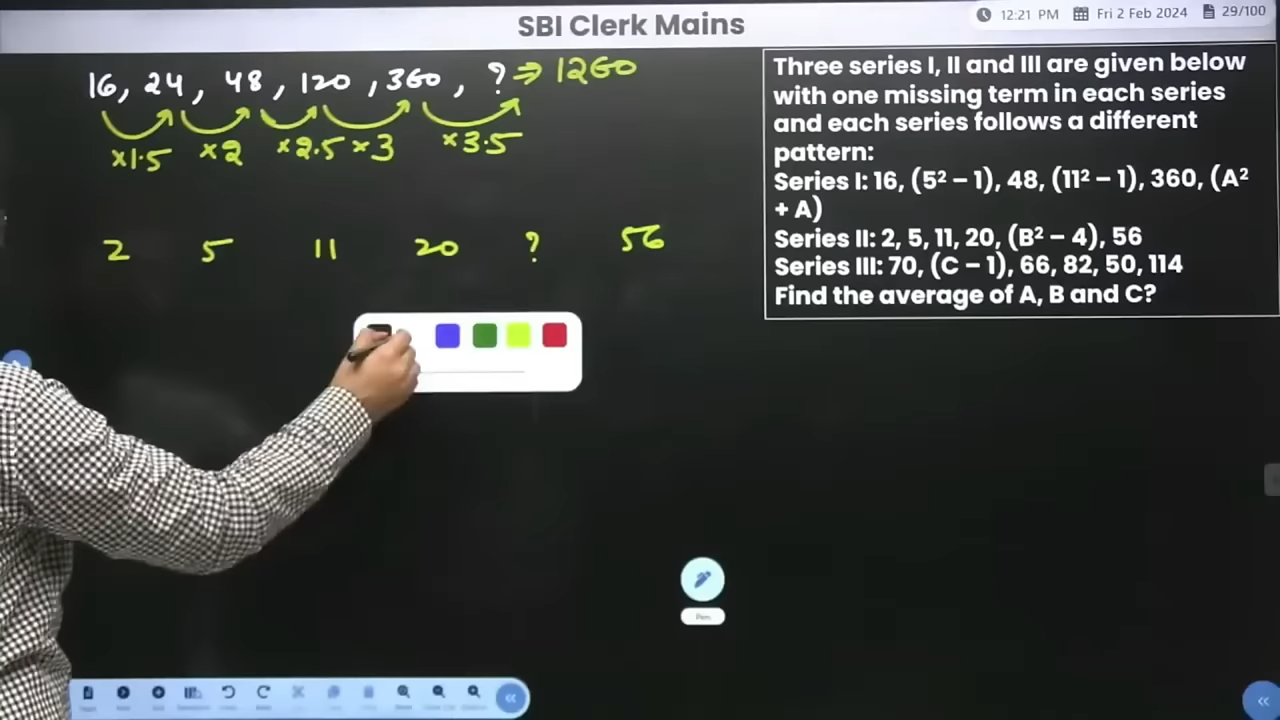 SBI Clerk Mains
12:21 PM Fri 2 Feb 2024 29/100
16, 24, 48, 120, 360, ? ⇒ 1260
×1.5 ×2 ×2.5 ×3 ×3.5
2 5 11 20 ? 56
Three series I, II and III are given below
with one missing term in each series
and each series follows a different
pattern:
Series I: 16, (5² – 1), 48, (11² – 1), 360, (A²
+ A)
Series II: 2, 5, 11, 20, (B² – 4), 56
Series III: 70, (C – 1), 66, 82, 50, 114
Find the average of A, B and C?
Pen